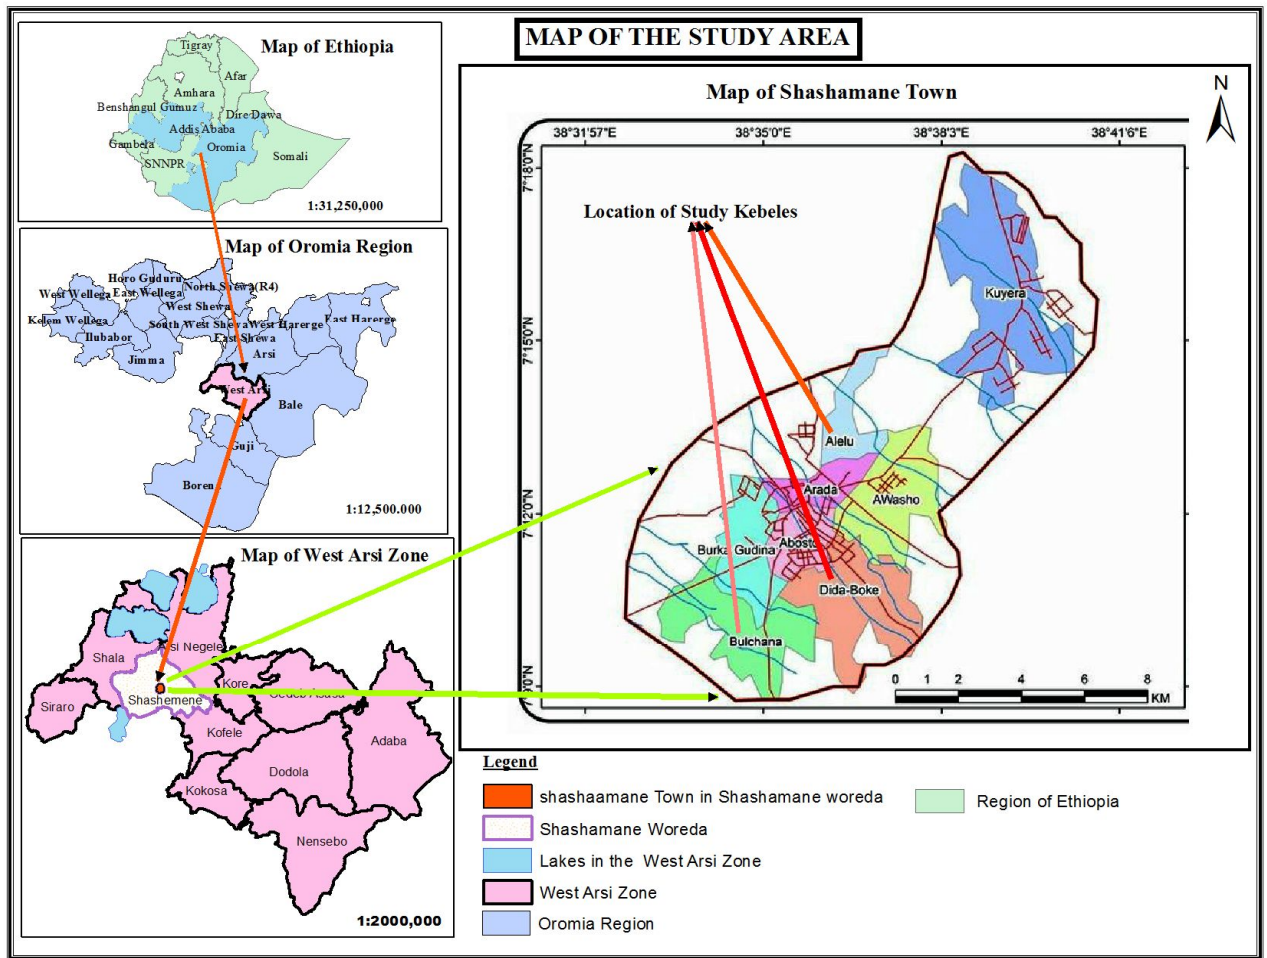 MAP OF THE STUDY AREA
Map of Ethiopia
Tigray
Afar
Amhara
Benshangul Gumuz
Dire Dawa
Addis Ababa
Gambela
Oromia
SNNPR
Somali
1:31,250,000
Map of Oromia Region
Horo Guduru
North Shewa(R4)
West Wellega
East Wellega
West Shewa
Kelem Wellega
South West Shewa
West Harerge
East Harerge
Ilubabor
East Shewa
Jimma
Arsi
West Arsi
Bale
Guji
Boren
1:12,500.000
Map of West Arsi Zone
Arsi Negele
Shala
Kore
Siraro
Shashemene
Kofele
Adaba
Dodola
Kokosa
Nensebo
1:2000,000
Map of Shashamane Town
N
38°31'57"E
38°35'0"E
38°38'3"E
38°41'6"E
7°18'0"N
7°15'0"N
7°12'0"N
Location of Study Kebeles
Kuyera
Alelu
Arada
AWasho
Burka Gudina
Abosto
Dida-Boke
Bulchana
0 1 2 4 6 8
KM
Legend
shashaamane Town in Shashamane woreda
Shashamane Woreda
Lakes in the West Arsi Zone
West Arsi Zone
Oromia Region
Region of Ethiopia